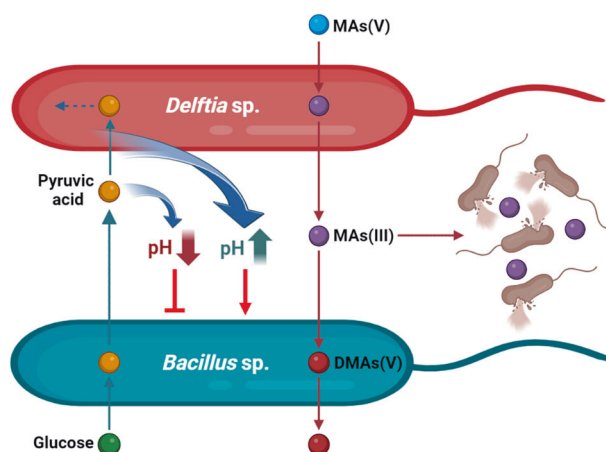 MAs(V)
Delftia sp.
Pyruvic
acid
pH
pH
MAs(III)
Bacillus sp.
DMAs(V)
Glucose